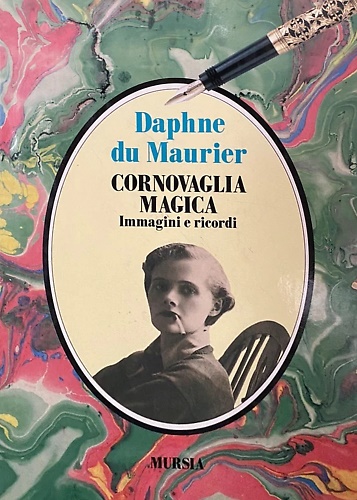 Daphne
du Maurier
CORNOVAGLIA
MAGICA
Immagini e ricordi
MURSIA